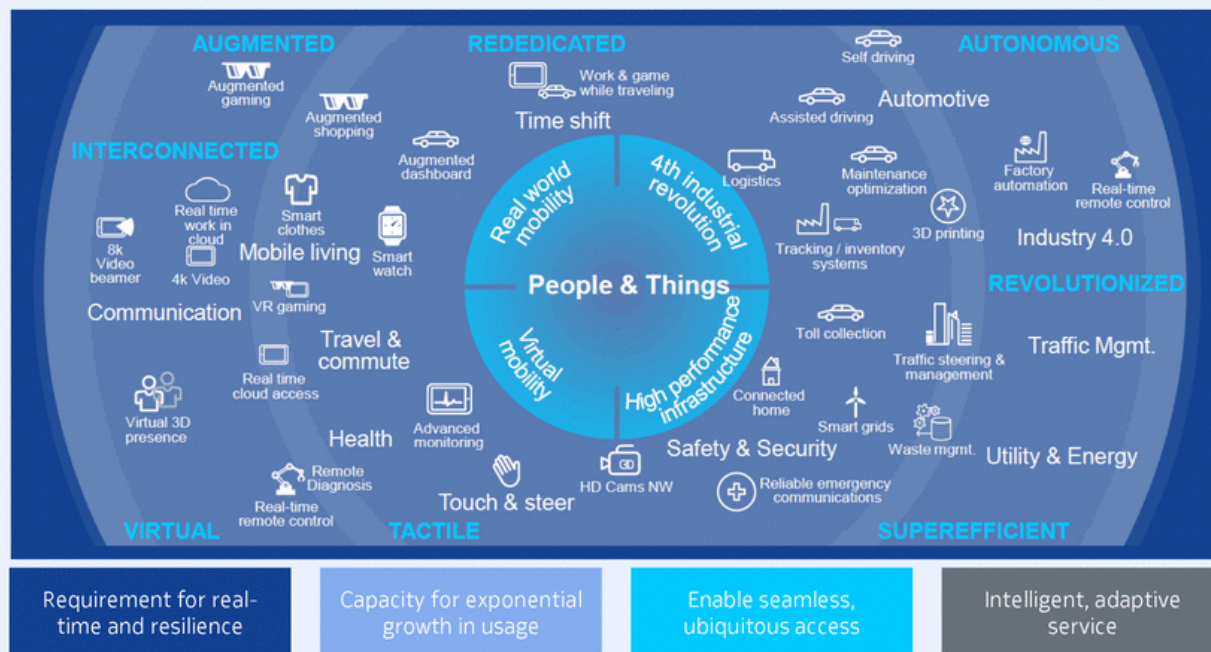 AUGMENTED
REDEDICATED
AUTONOMOUS
Self driving
Augmented
gaming
Work & game
while traveling
Automotive
Augmented
shopping
Time shift
Assisted driving
INTERCONNECTED
Augmented
dashboard
Real world
mobility
4th industrial
revolution
Logistics
Maintenance
optimization
Factory
automation
Real-time
remote control
Real time
work in
cloud
Smart
clothes
8k
Video
beamer
4k Video
Mobile living
Smart
watch
Tracking / inventory
systems
3D printing
Industry 4.0
People & Things
REVOLUTIONIZED
Communication
VR gaming
Travel &
commute
Toll collection
Traffic steering &
management
Traffic Mgmt.
Real time
cloud access
Virtual
mobility
High performance
infrastructure
Connected
home
Virtual 3D
presence
Health
Advanced
monitoring
Smart grids
Waste mgmt.
Safety & Security
Utility & Energy
Remote
Diagnosis
Real-time
remote control
Touch & steer
HD Cams NW
Reliable emergency
communications
VIRTUAL
TACTILE
SUPEREFFICIENT
Requirement for real-
time and resilience
Capacity for exponential
growth in usage
Enable seamless,
ubiquitous access
Intelligent, adaptive
service